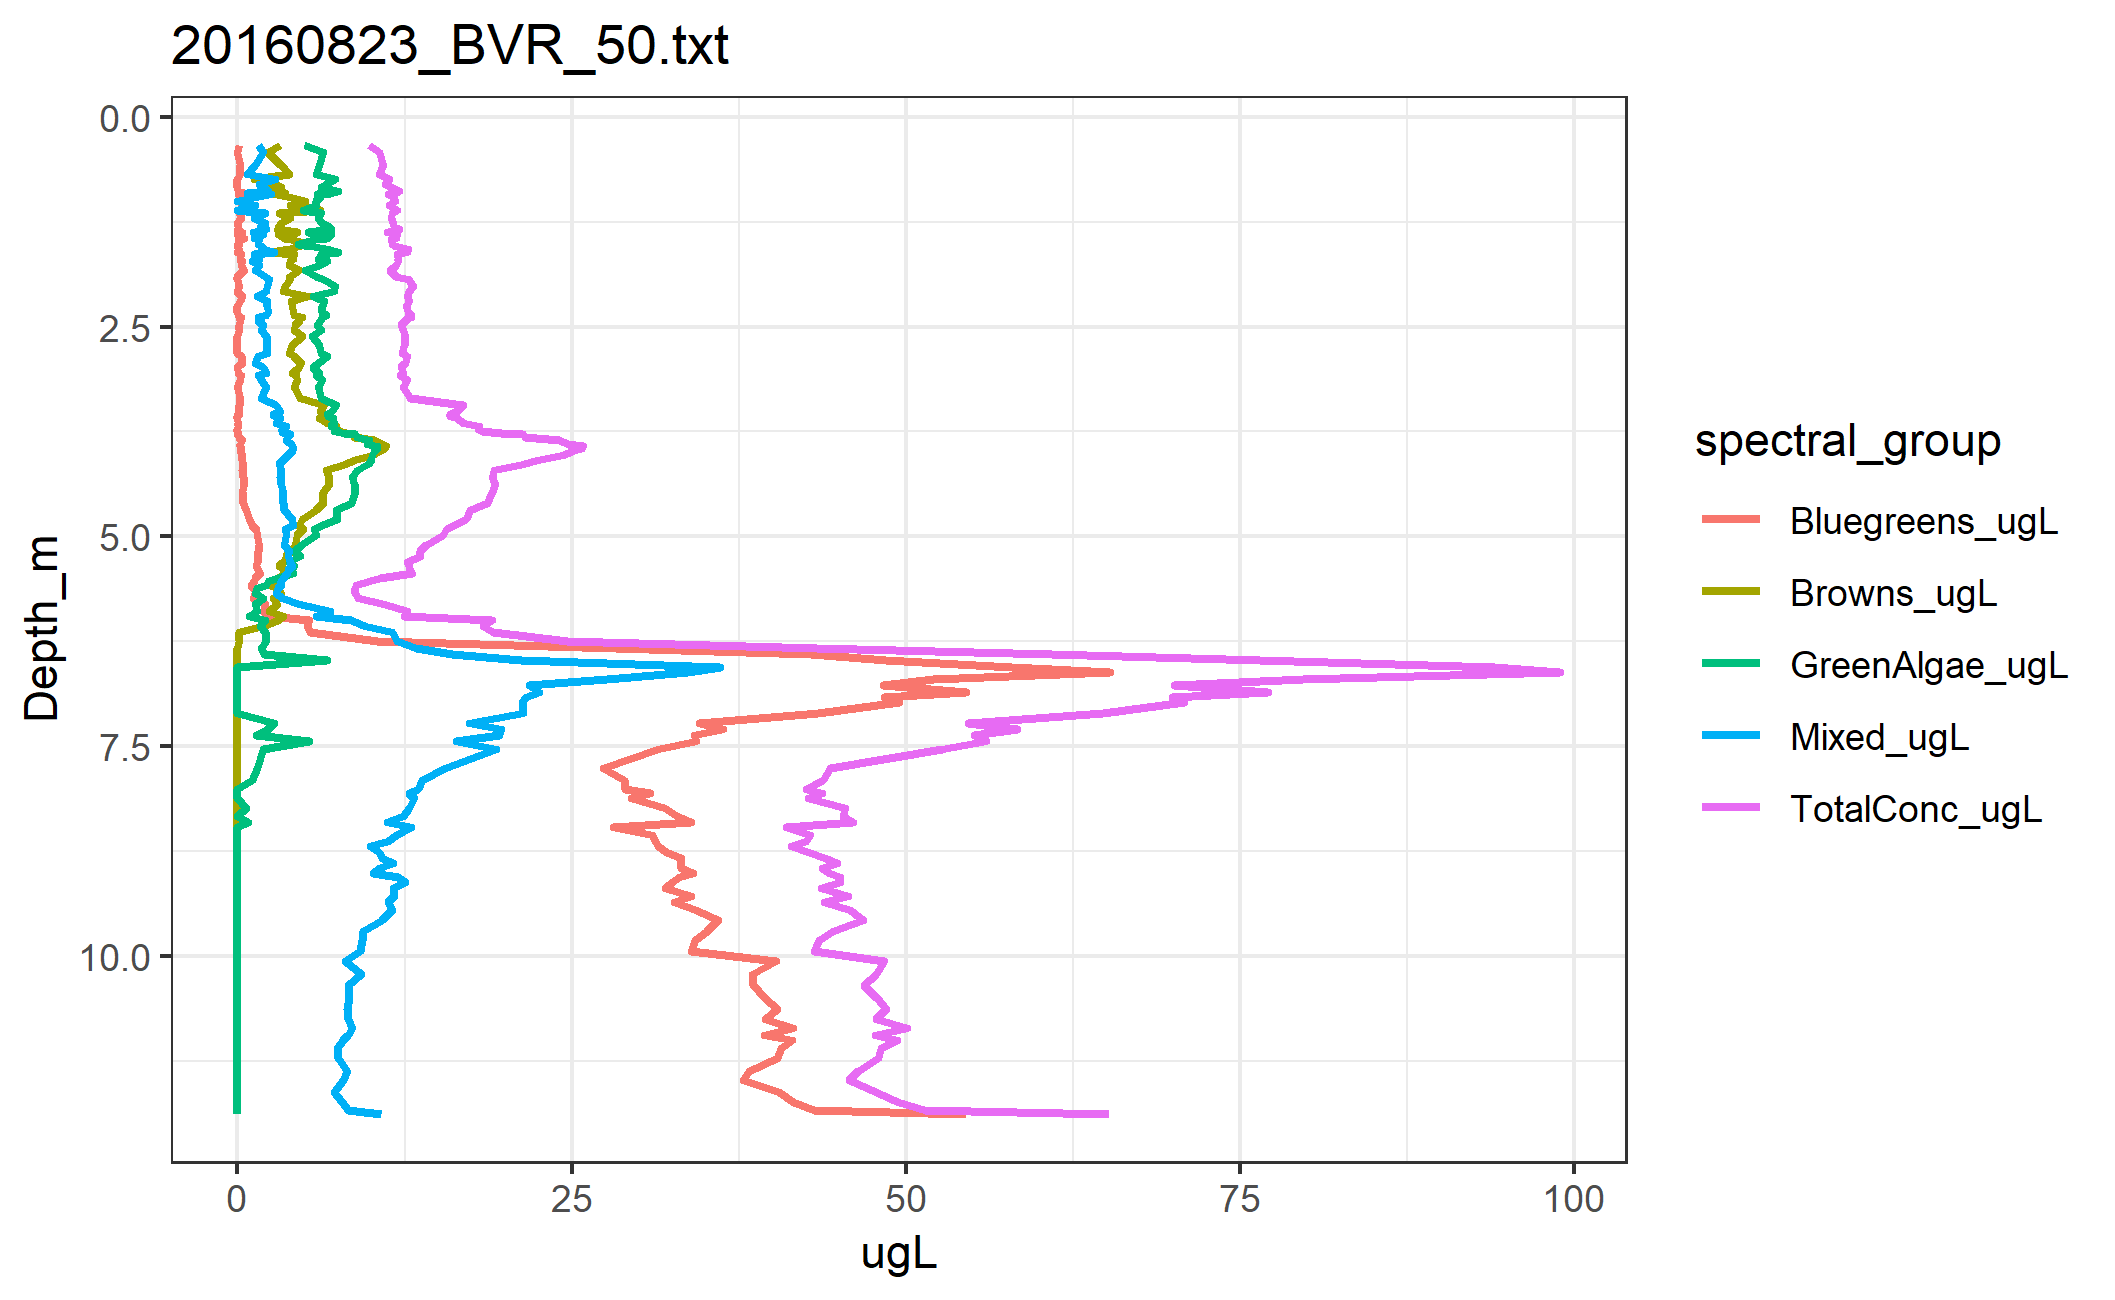 20160823_BVR_50.txt
0.0
2.5
5.0
7.5
10.0
Depth_m
0 25 50 75 100
ugL
spectral_group
Bluegreens_ugL
Browns_ugL
GreenAlgae_ugL
Mixed_ugL
TotalConc_ugL